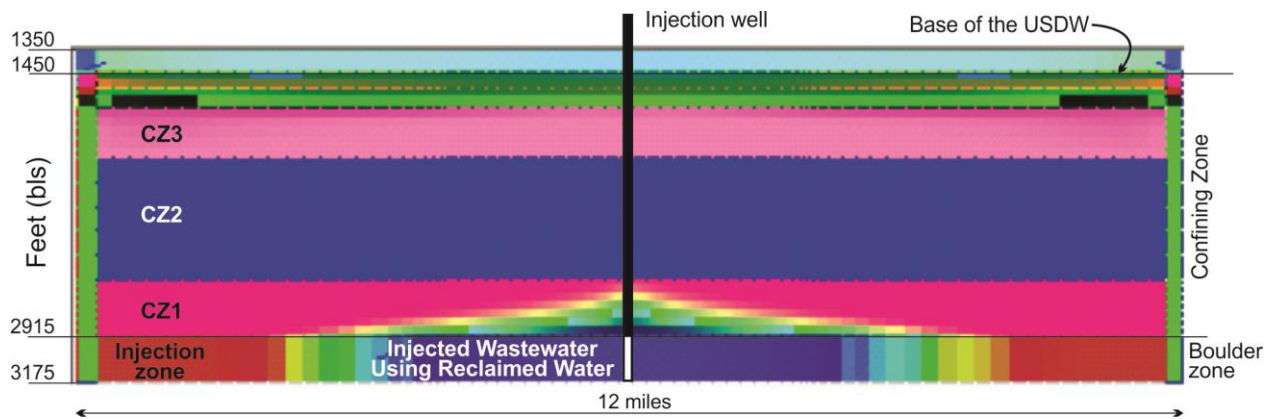 Injection well
Base of the USDW
1350
1450
CZ3
CZ2
CZ1
Feet (bls)
Confining Zone
2915
Injection
zone
Injected Wastewater
Using Reclaimed Water
Boulder
zone
3175
12 miles